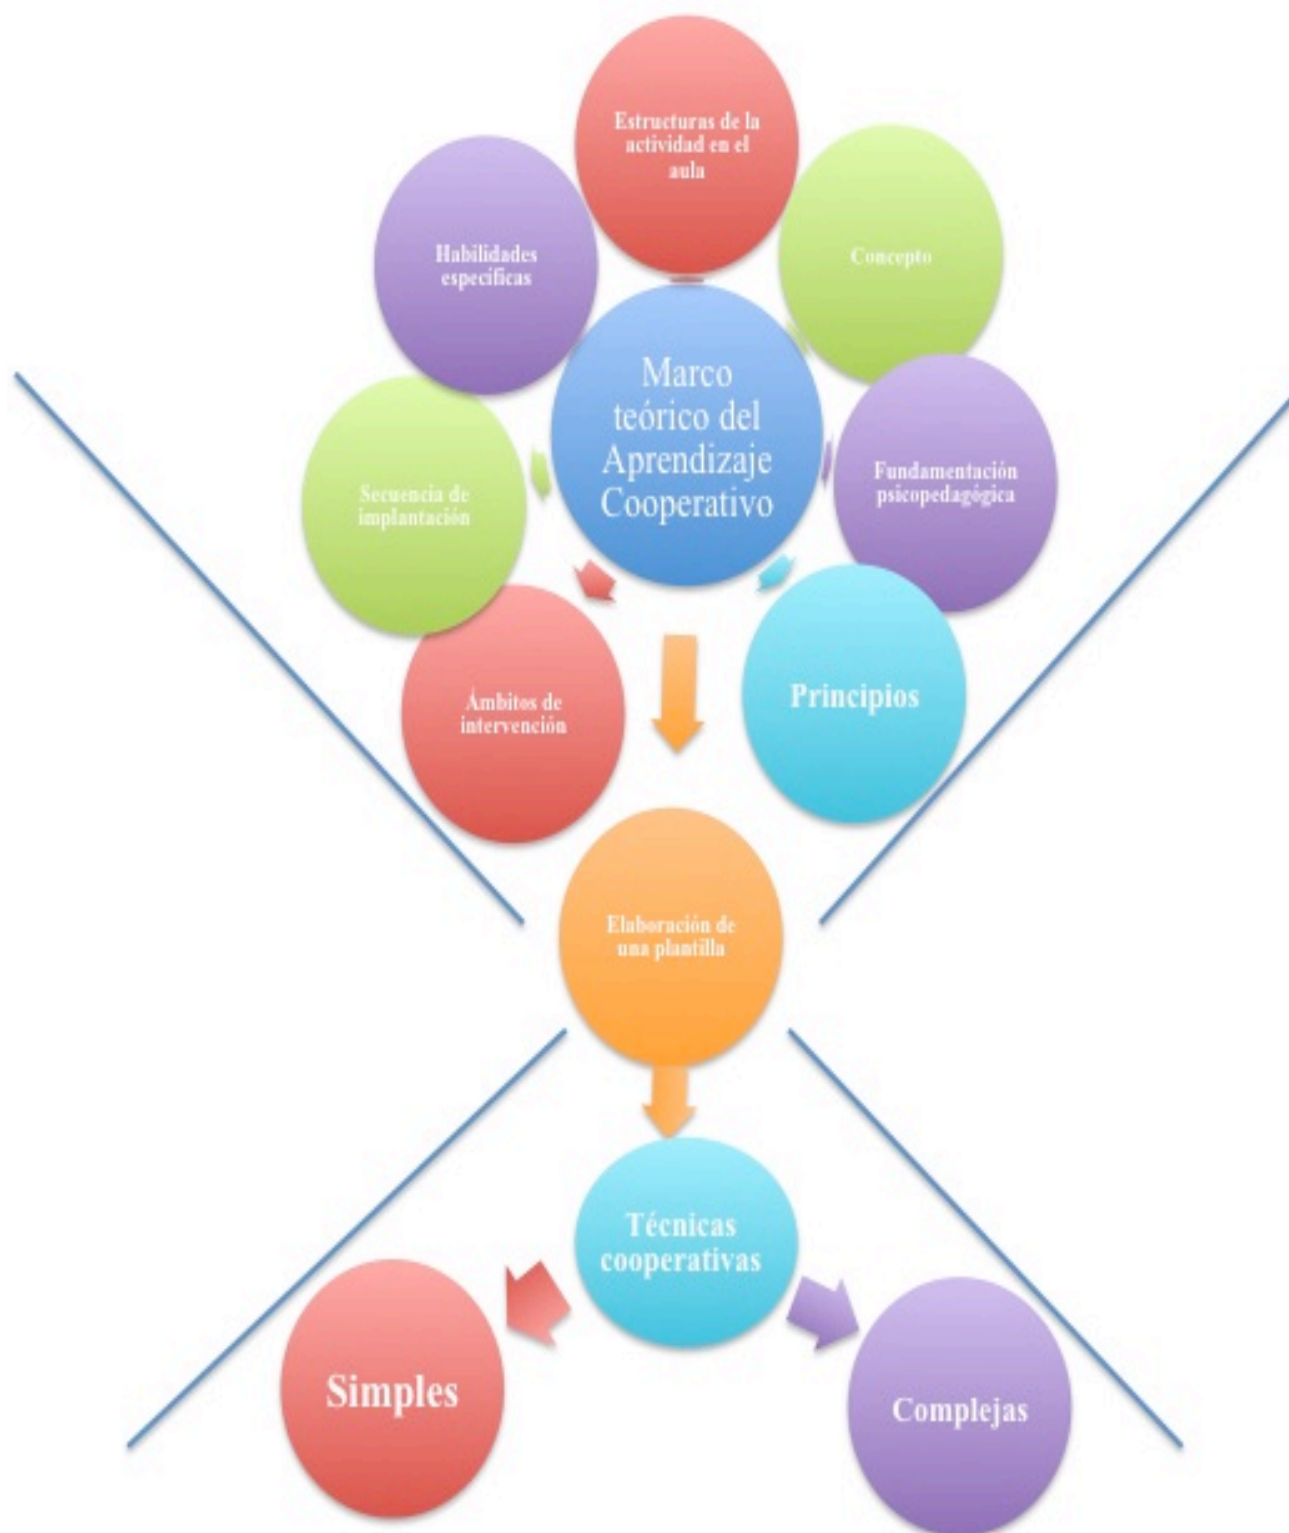 Estructuras de la
actividad en el
aula
Habilidades
específicas
Concepto
Marco
teórico del
Aprendizaje
Cooperativo
Fundamentación
psicopedagógica
Secuencia de
implantación
Principios
Ámbitos de
intervención
Elaboración de
una plantilla
Técnicas
cooperativas
Simples
Complejas